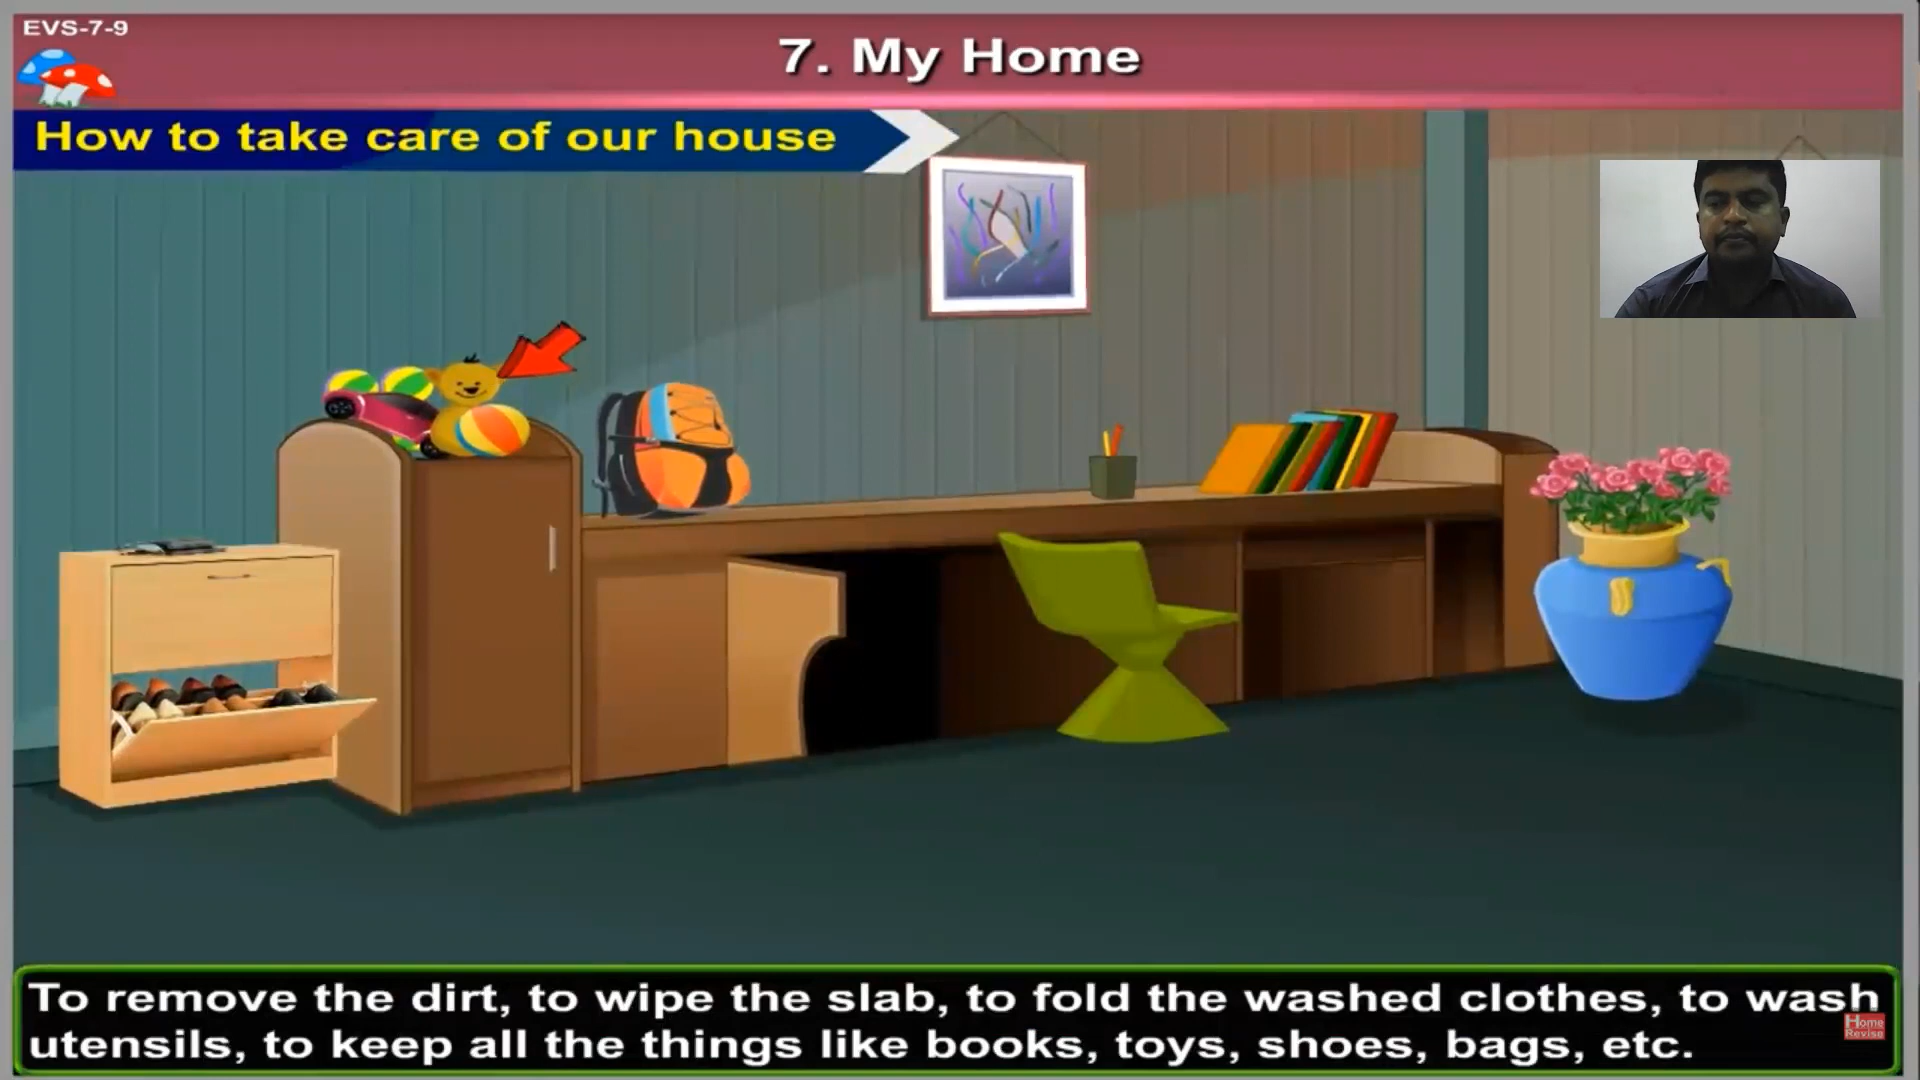 EVS-7-9
7. My Home
How to take care of our house
To remove the dirt, to wipe the slab, to fold the washed clothes, to wash
utensils, to keep all the things like books, toys, shoes, bags, etc.
Home
Revise